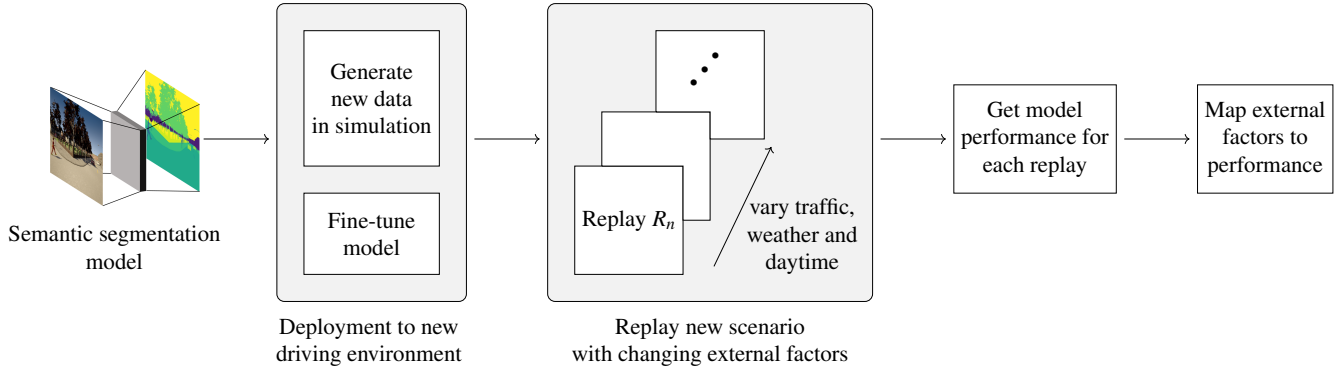 Semantic segmentation
model
Generate
new data
in simulation
Fine-tune
model
Deployment to new
driving environment
Replay Rₙ
vary traffic,
weather and
daytime
Replay new scenario
with changing external factors
Get model
performance for
each replay
Map external
factors to
performance